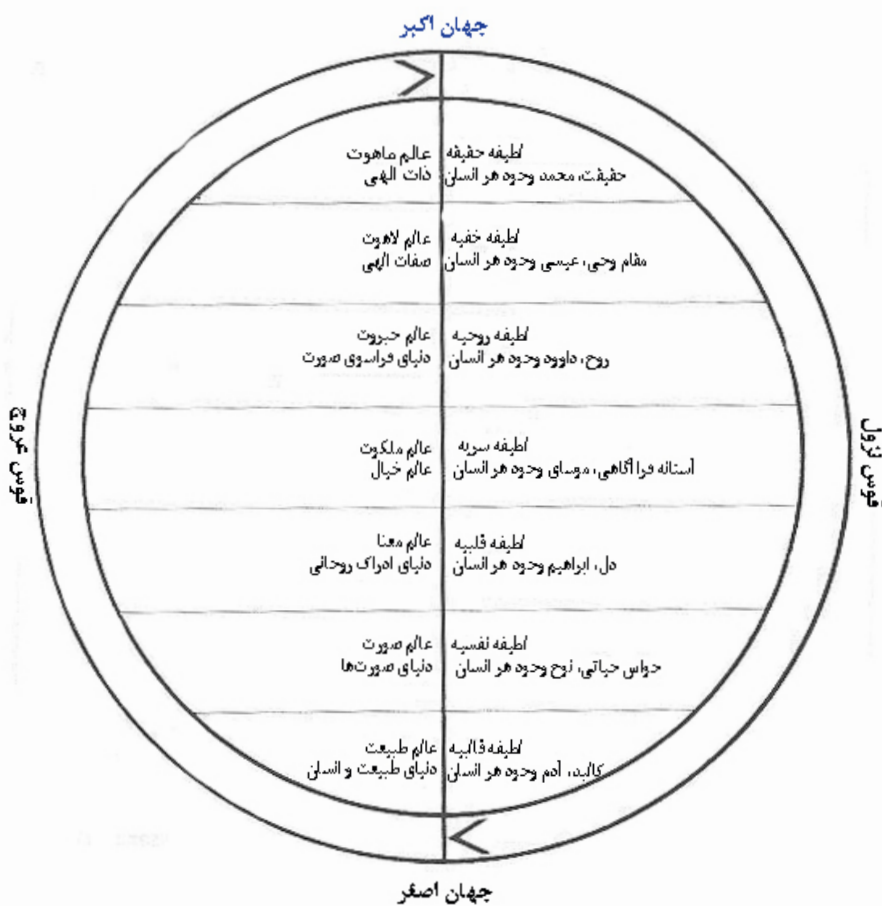 جهان اکبر
لطیفه حقیقه
حقیقت، محمد وجود هر انسان
عالم ماهوت
ذات الهی
لطیفه خفیه
مقام وحی، عیسی وجود هر انسان
عالم لاهوت
صفات الهی
لطیفه روحیه
روح، داوود وجود هر انسان
عالم جبروت
دنیای فراسوی صورت
لطیفه سریه
آستانه فرا آگاهی، موسای وجود هر انسان
عالم ملکوت
عالم خیال
لطیفه قلبیه
دل، ابراهیم وجود هر انسان
عالم معنا
دنیای ادراک روحانی
لطیفه نفسیه
حواس حیاتی، نوح وجود هر انسان
عالم صورت
دنیای صورت‌ها
لطیفه قالبیه
کالبد، آدم وجود هر انسان
عالم طبیعت
دنیای طبیعت و انسان
قوس نزول
قوس عروج
جهان اصغر